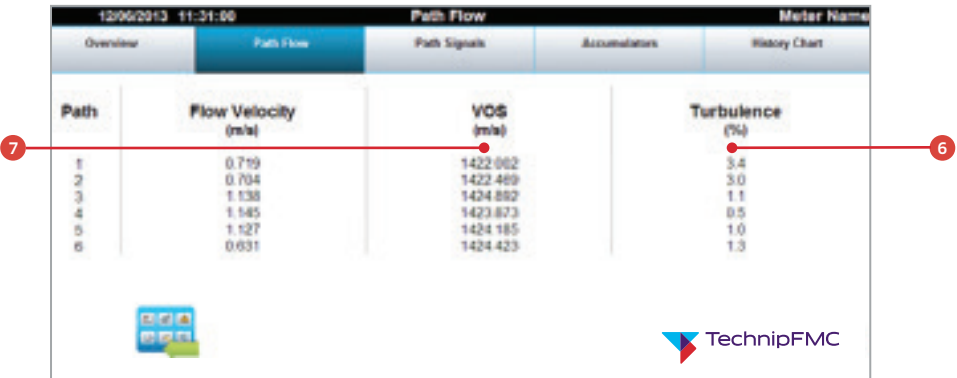 12/06/2013 11:31:00 Path Flow Meter Name
Overview Path Flow Path Signals Accumulators History Chart
Path Flow Velocity VOS Turbulence
(m/s) (m/s) (%)
7 6
1 0.719 1422.002 3.4
2 0.704 1422.469 3.0
3 1.138 1424.892 1.1
4 1.145 1423.873 0.5
5 1.127 1424.185 1.0
6 0.631 1424.423 1.3
TechnipFMC